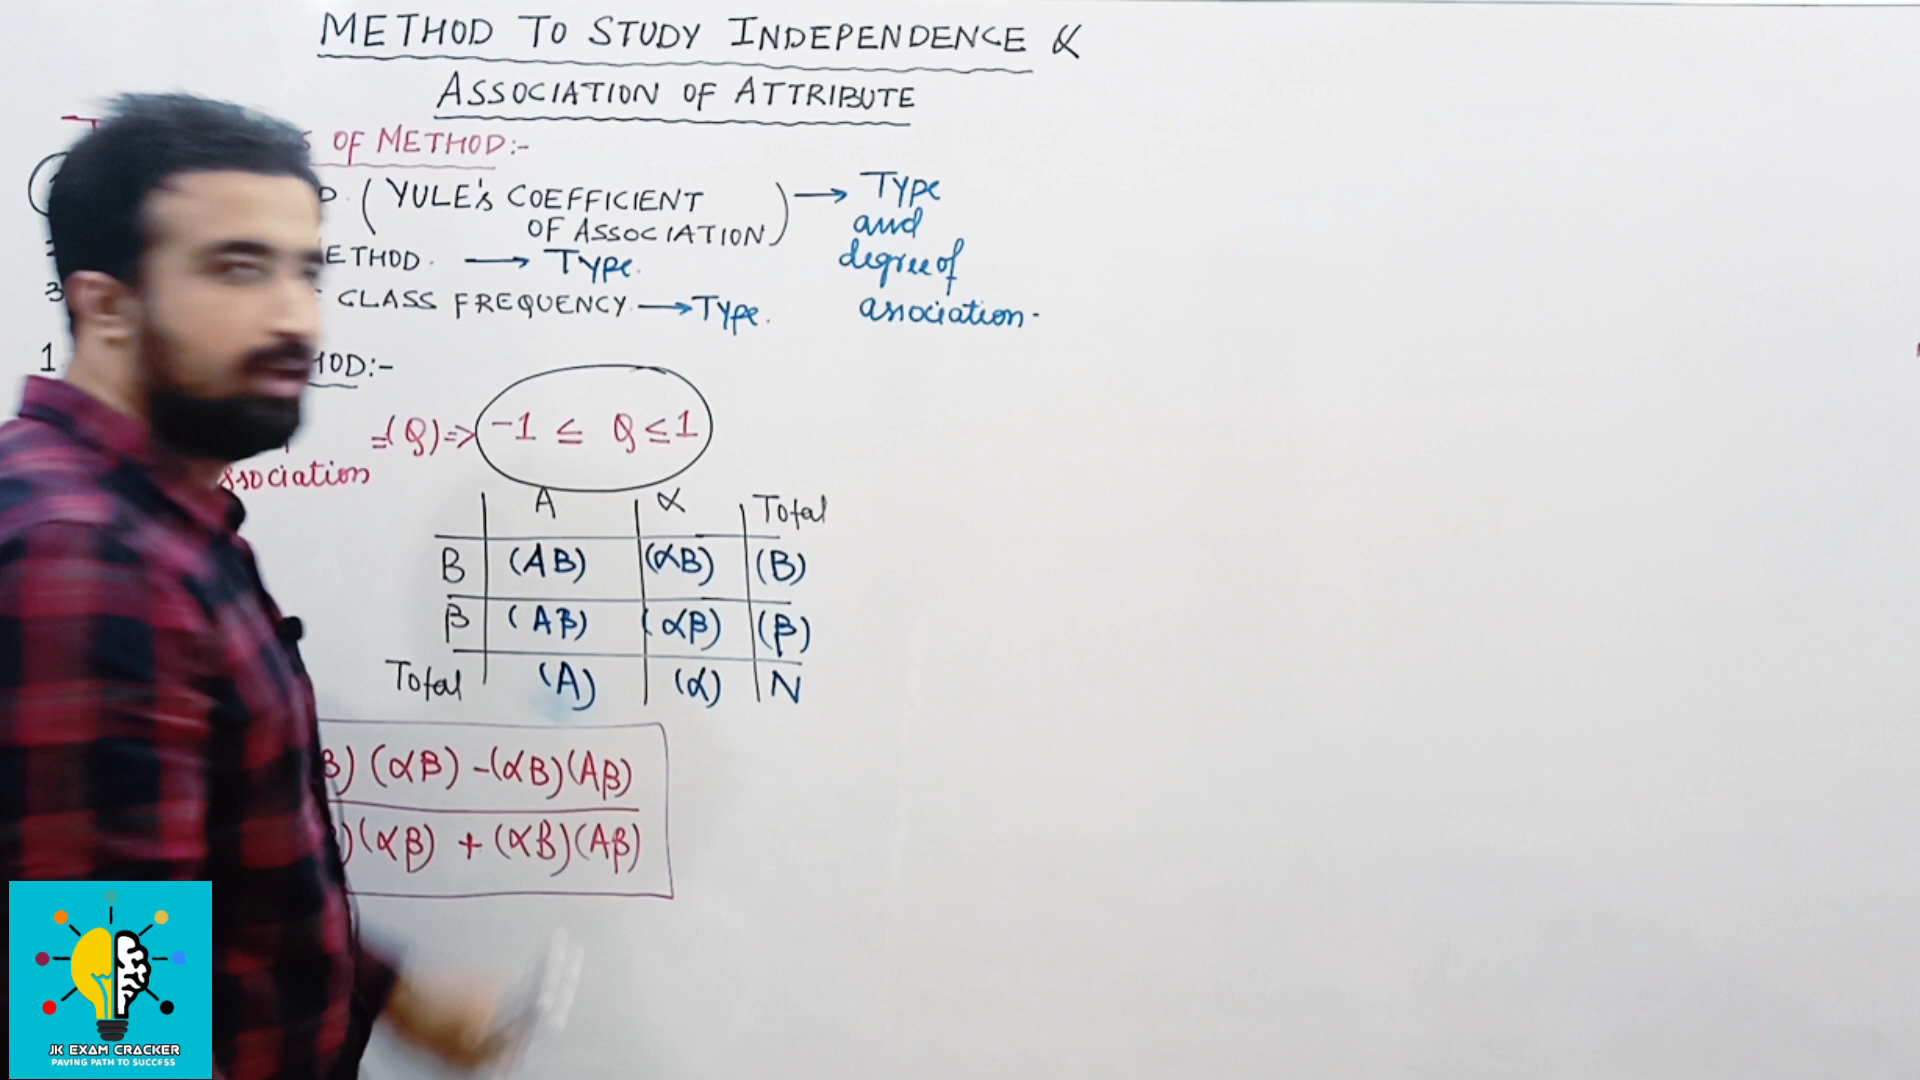 METHOD TO STUDY INDEPENDENCE &
ASSOCIATION OF ATTRIBUTE
OF METHOD:-
(YULE'S COEFFICIENT OF ASSOCIATION) → Type and degree of association.
ETHOD. → Type.
3 CLASS FREQUENCY. → Type.
1. HOD:-
ssociation =(Q) => -1 ≤ Q ≤ 1
A α Total
B (AB) (αB) (B)
β (Aβ) (αβ) (β)
Total (A) (α) N
B) (αβ) - (αB)(Aβ)
)(αβ) + (αB)(Aβ)
JK EXAM CRACKER
PAVING PATH TO SUCCESS